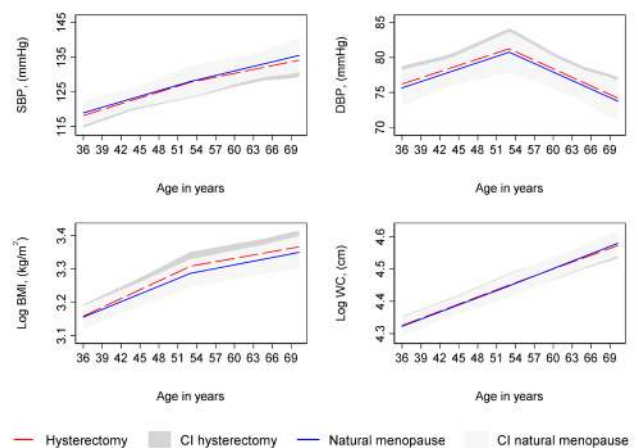 SBP, (mmHg)
115 125 135 145
36 39 42 45 48 51 54 57 60 63 66 69
Age in years
DBP, (mmHg)
70 75 80 85
36 39 42 45 48 51 54 57 60 63 66 69
Age in years
Log BMI, (kg/m²)
3.1 3.2 3.3 3.4
36 39 42 45 48 51 54 57 60 63 66 69
Age in years
Log WC, (cm)
4.3 4.4 4.5 4.6
36 39 42 45 48 51 54 57 60 63 66 69
Age in years
Hysterectomy CI hysterectomy Natural menopause CI natural menopause